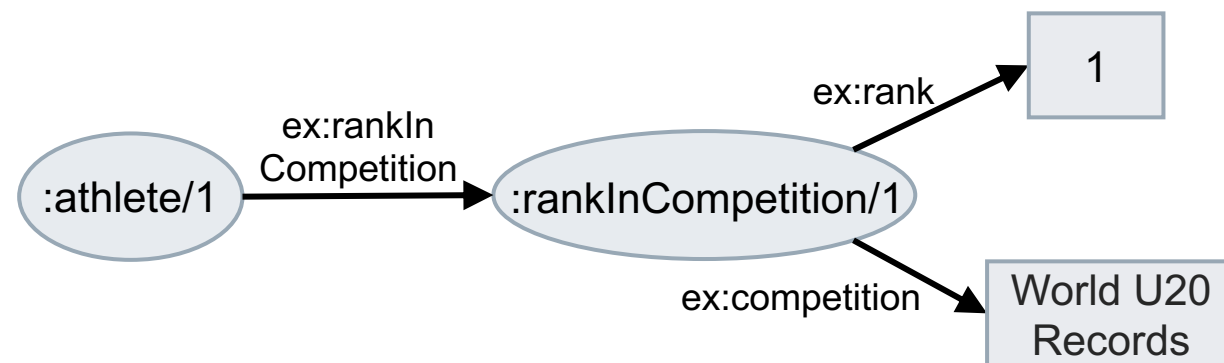 :athlete/1
ex:rankIn
Competition
:rankInCompetition/1
ex:rank
1
ex:competition
World U20
Records